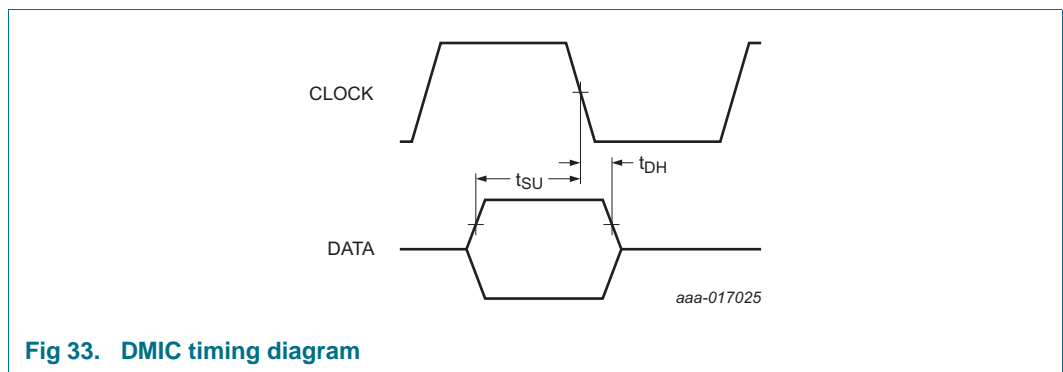 CLOCK
tSU
tDH
DATA
aaa-017025
Fig 33. DMIC timing diagram